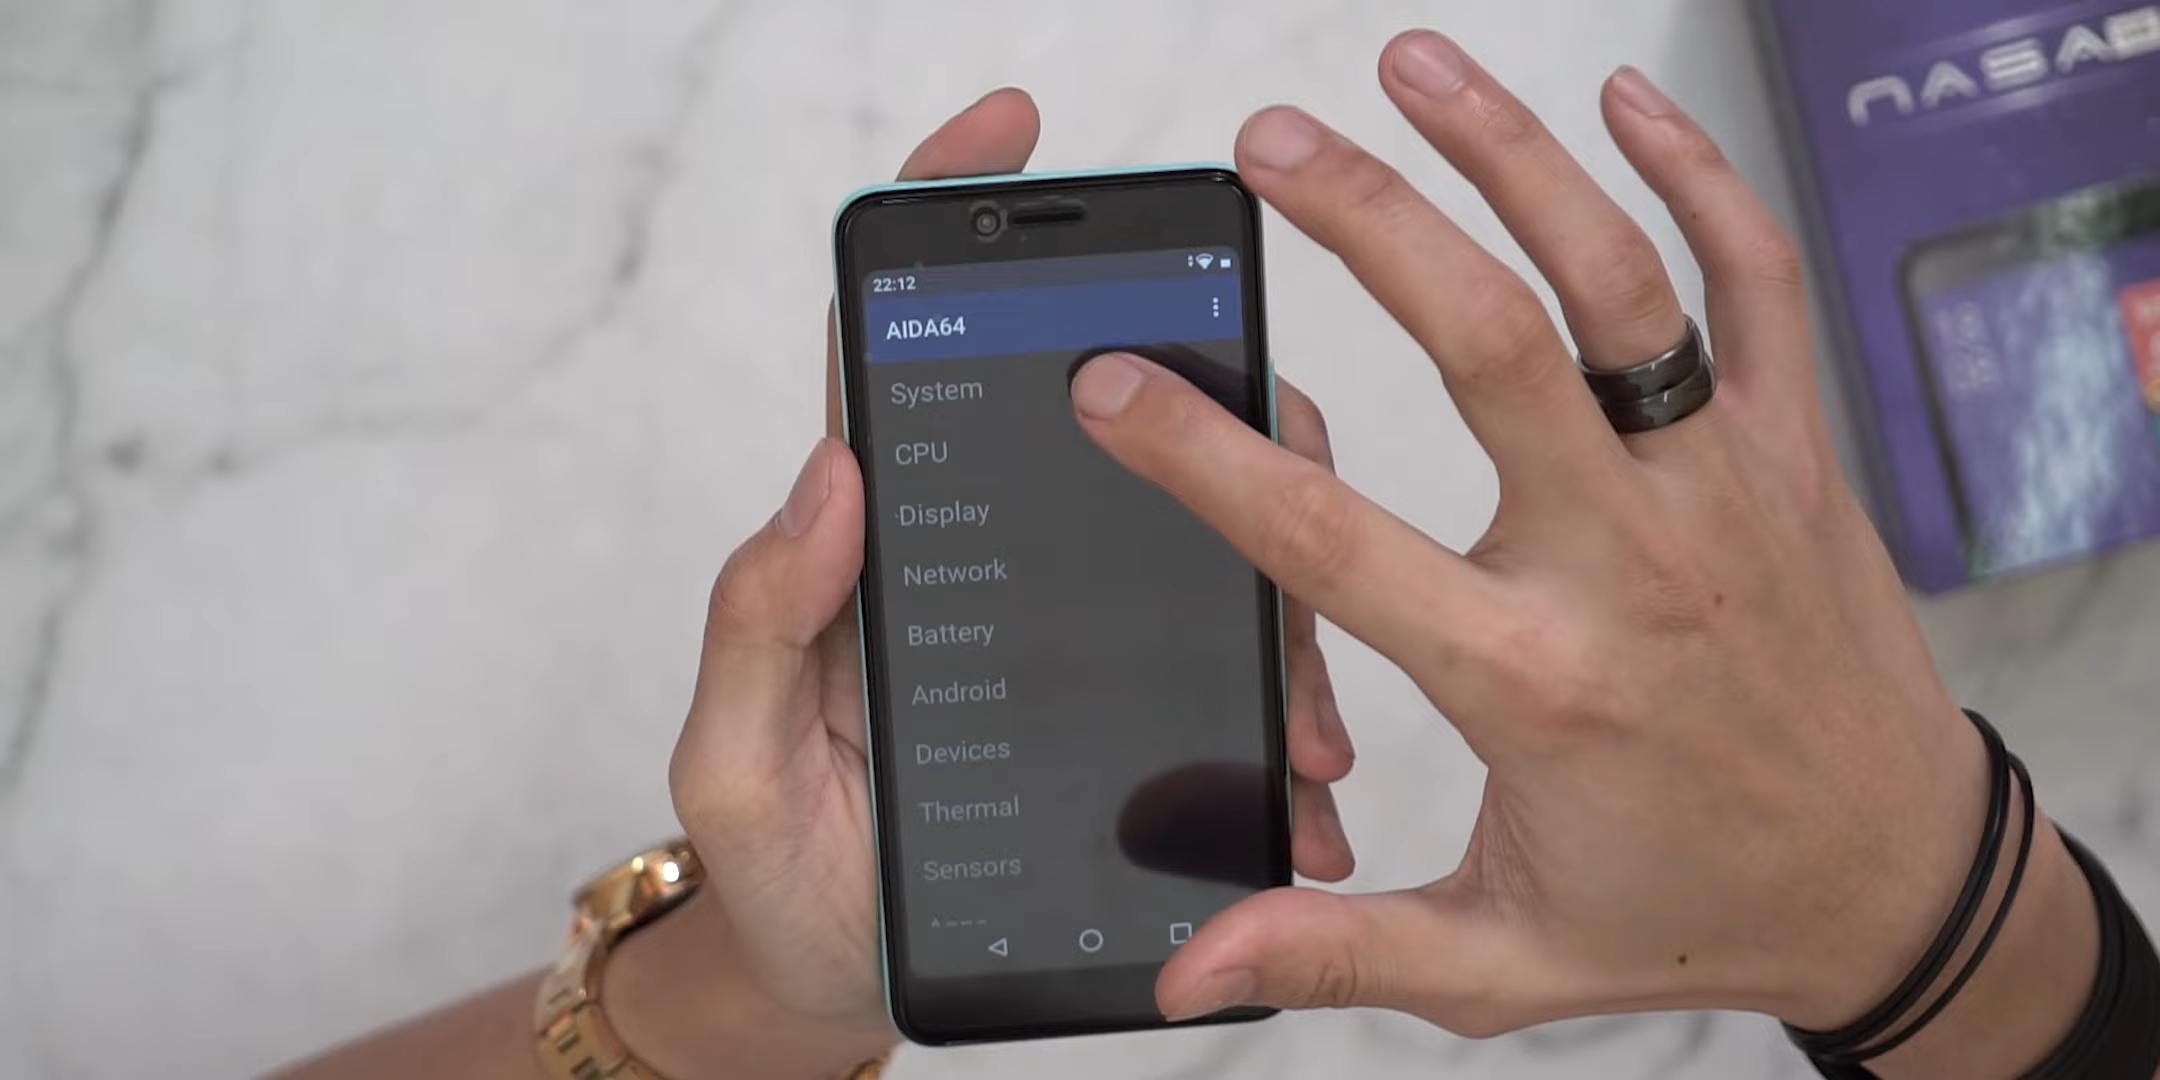 22:12
AIDA64
System
CPU
Display
Network
Battery
Android
Devices
Thermal
Sensors